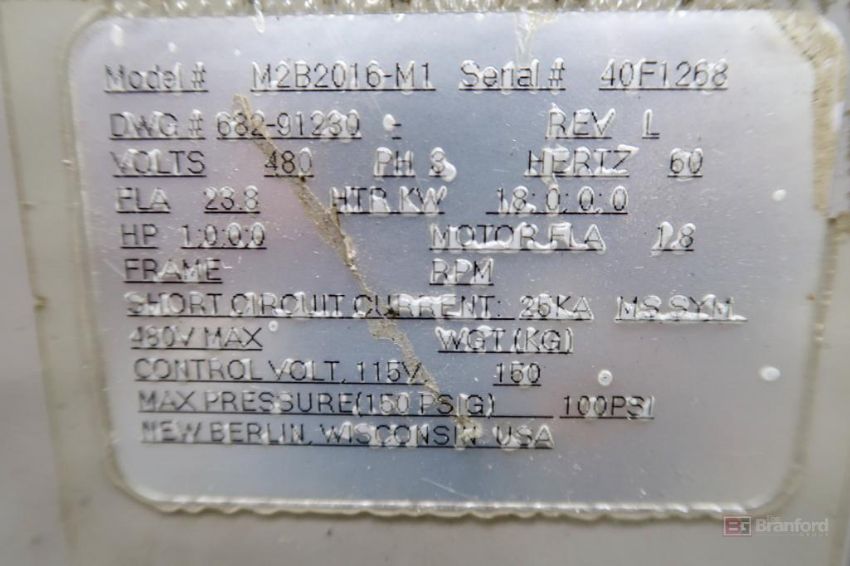 Model # M2B2016-M1 Serial # 40F1268
DWG # 682-91230 - REV L
VOLTS 480 PH 3 HERTZ 60
FLA 23.8 HTR KW 18;0;0;0
HP 1;0;0;0 MOTOR FLA 1.8
FRAME RPM
SHORT CIRCUIT CURRENT: 25KA MS SYM.
480V MAX WGT (KG)
CONTROL VOLT. 115V 150
MAX PRESSURE(150 PSIG) 100PSI
NEW BERLIN, WISCONSIN USA
The Branford GROUP